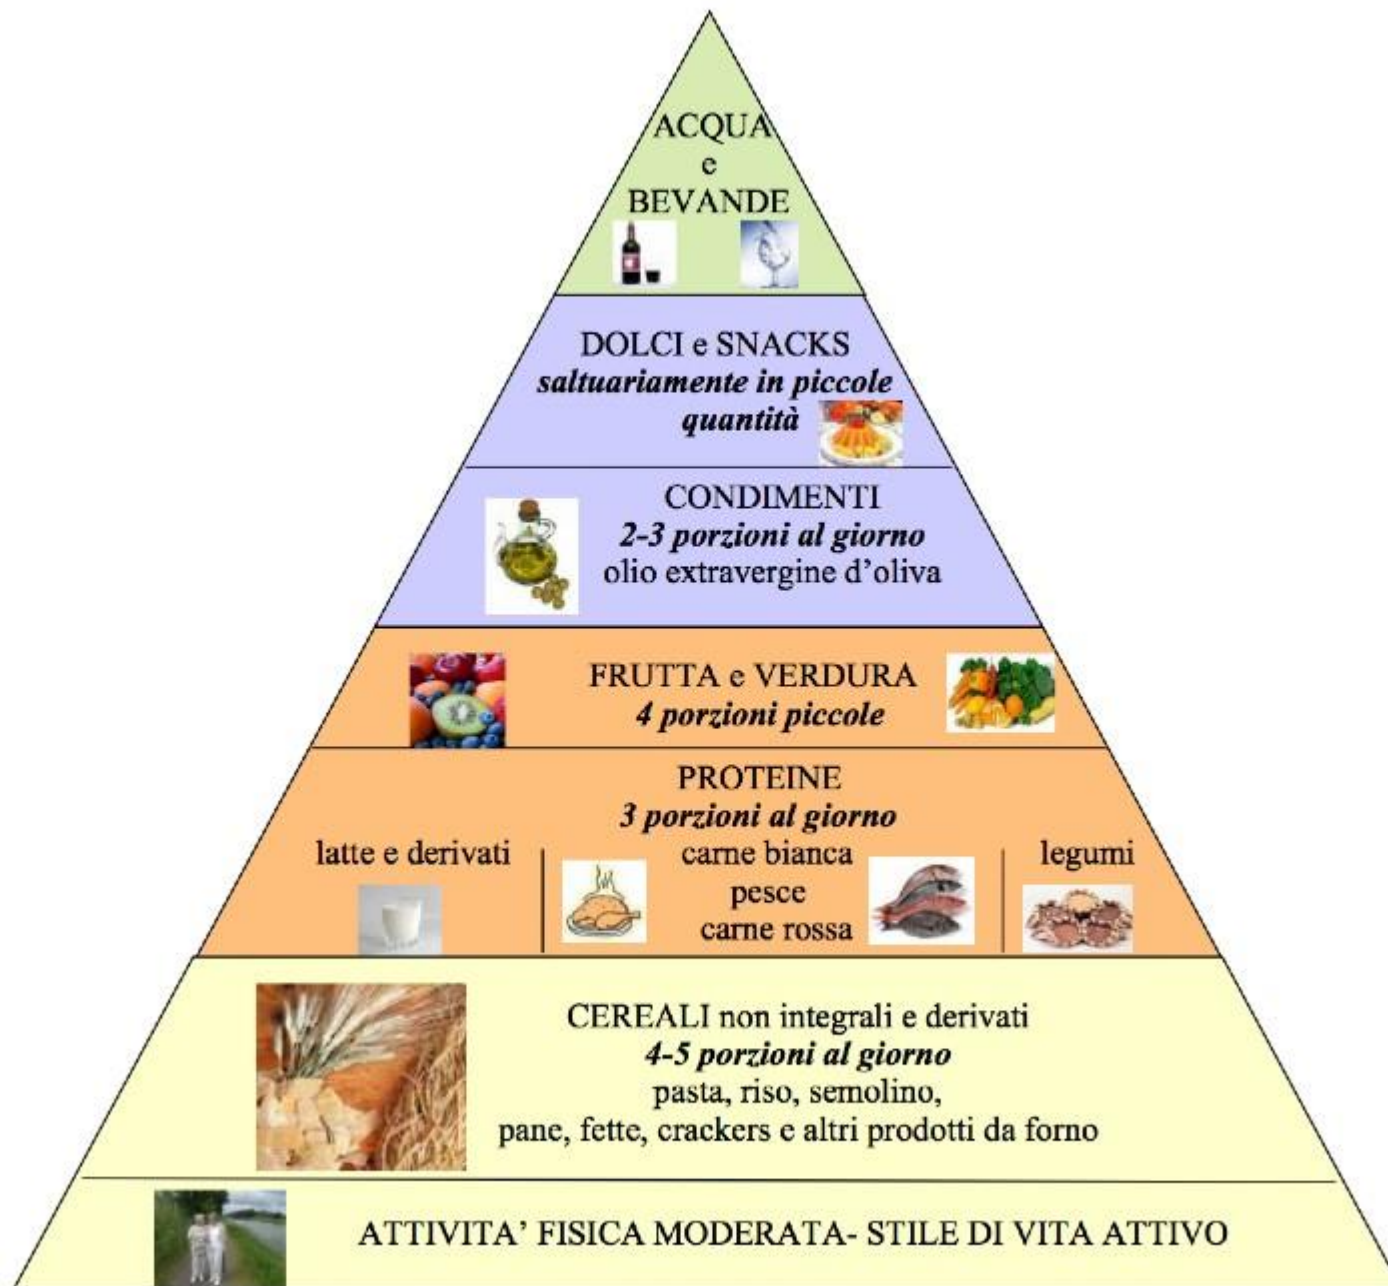 ACQUA
e
BEVANDE
DOLCI e SNACKS
saltuariamente in piccole
quantità
CONDIMENTI
2-3 porzioni al giorno
olio extravergine d'oliva
FRUTTA e VERDURA
4 porzioni piccole
PROTEINE
3 porzioni al giorno
latte e derivati
carne bianca
pesce
carne rossa
legumi
CEREALI non integrali e derivati
4-5 porzioni al giorno
pasta, riso, semolino,
pane, fette, crackers e altri prodotti da forno
ATTIVITA' FISICA MODERATA- STILE DI VITA ATTIVO